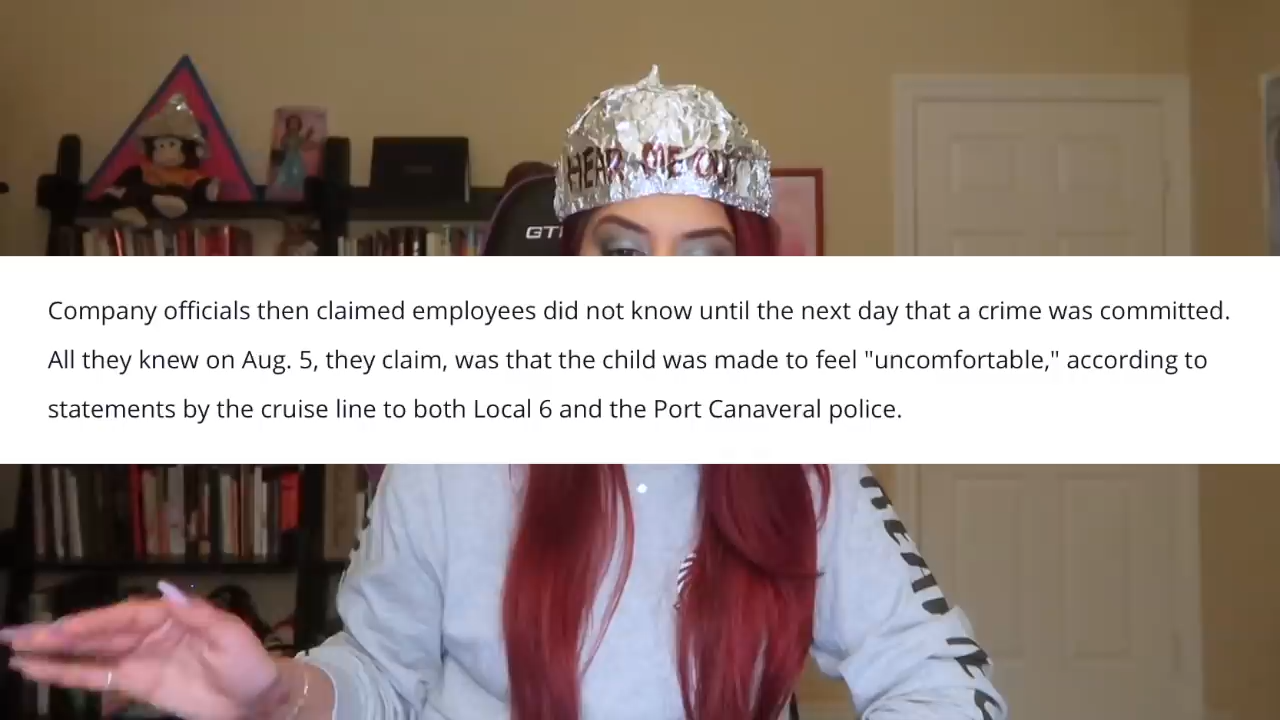 HEAR ME OUT
GT
Company officials then claimed employees did not know until the next day that a crime was committed.
All they knew on Aug. 5, they claim, was that the child was made to feel "uncomfortable," according to
statements by the cruise line to both Local 6 and the Port Canaveral police.